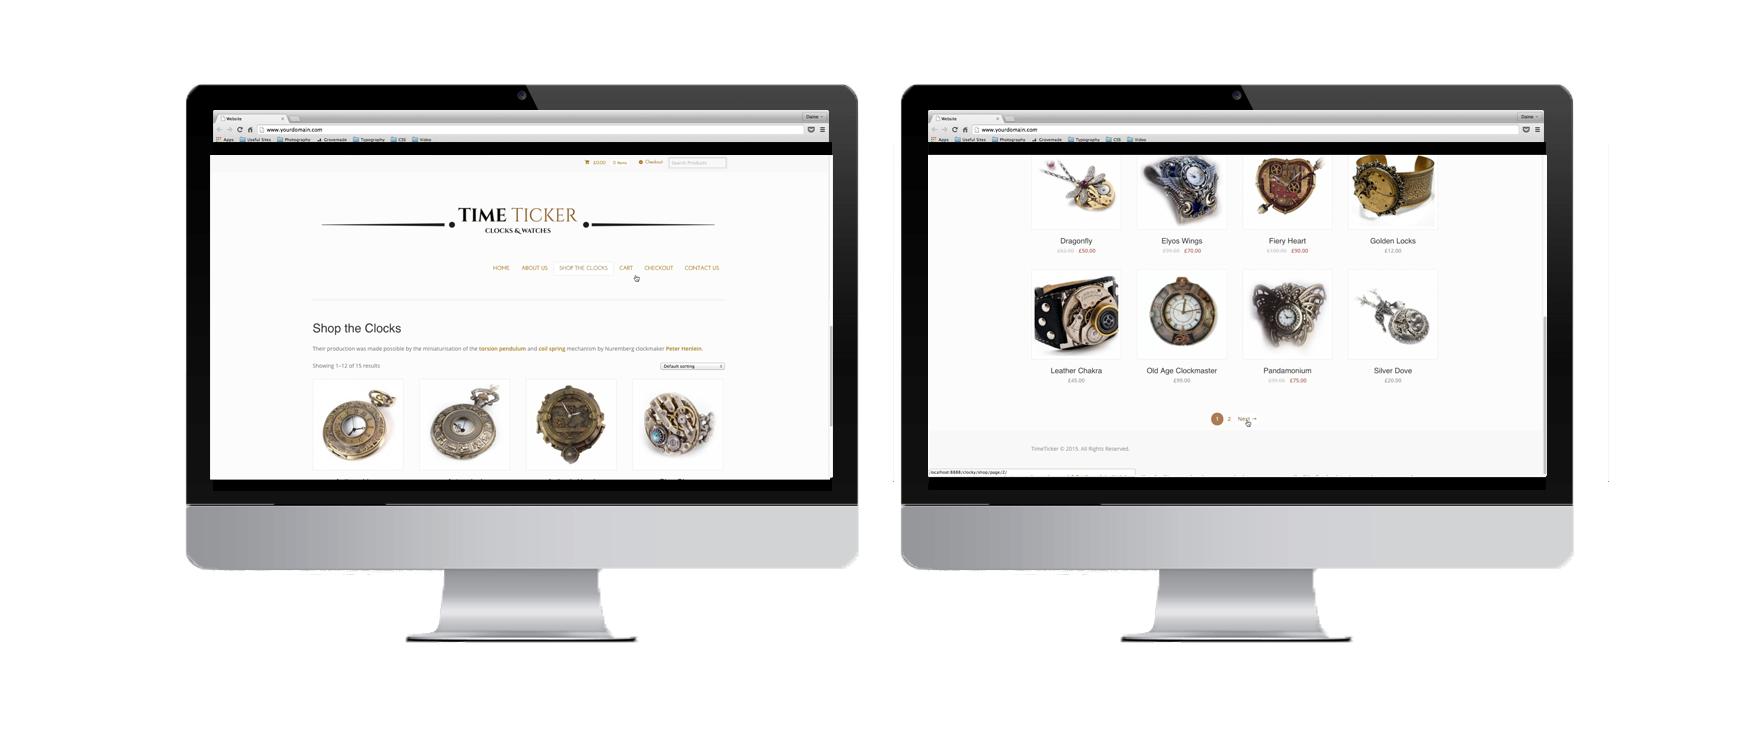 Website
Daine
www.yourdomain.com
Apps Useful Sites Photography Grovemade Typography CSS Video
£0.00 0 items Checkout Search Products
TIME TICKER
CLOCKS & WATCHES
HOME ABOUT US SHOP THE CLOCKS CART CHECKOUT CONTACT US
Shop the Clocks
Their production was made possible by the miniaturisation of the torsion pendulum and coil spring mechanism by Nuremberg clockmaker Peter Henlein.
Showing 1–12 of 15 results
Default sorting
Website
Daine
www.yourdomain.com
Apps Useful Sites Photography Grovemade Typography CSS Video
Dragonfly Elyos Wings Fiery Heart Golden Locks
£50.00 £70.00 £100.00 £90.00 £12.00
Leather Chakra Old Age Clockmaster Pandamonium Silver Dove
£45.00 £99.00 £75.00 £20.00
1 2 Next →
TimeTicker © 2015. All Rights Reserved.
localhost:8888/clocky/shop/page/2/